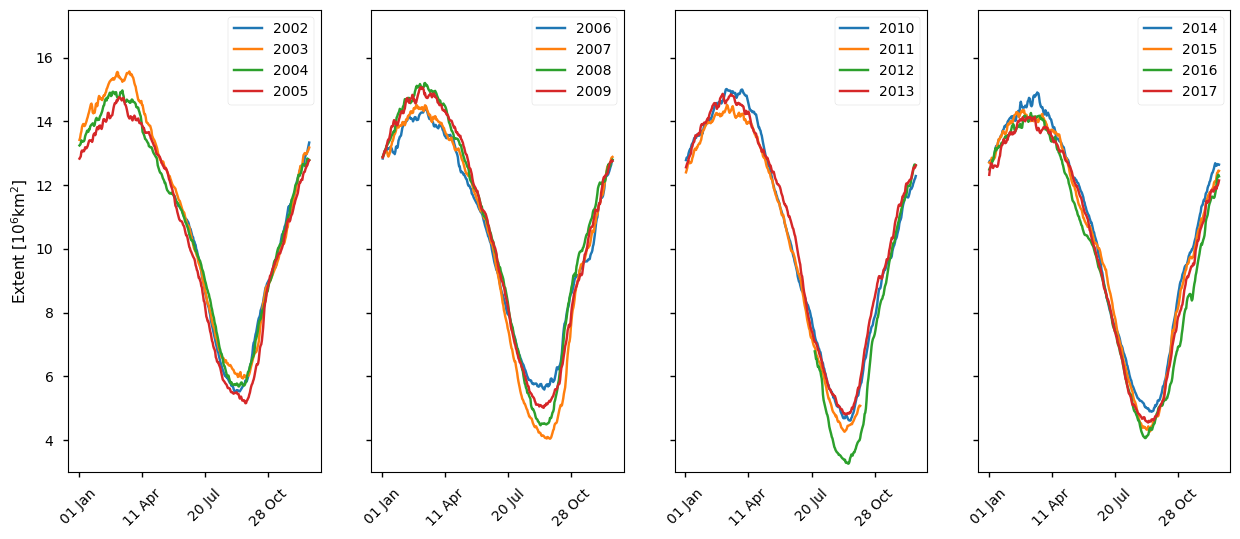 Extent [10⁶km²]
16
14
12
10
8
6
4
2002
2003
2004
2005
01 Jan
11 Apr
20 Jul
28 Oct
2006
2007
2008
2009
01 Jan
11 Apr
20 Jul
28 Oct
2010
2011
2012
2013
01 Jan
11 Apr
20 Jul
28 Oct
2014
2015
2016
2017
01 Jan
11 Apr
20 Jul
28 Oct